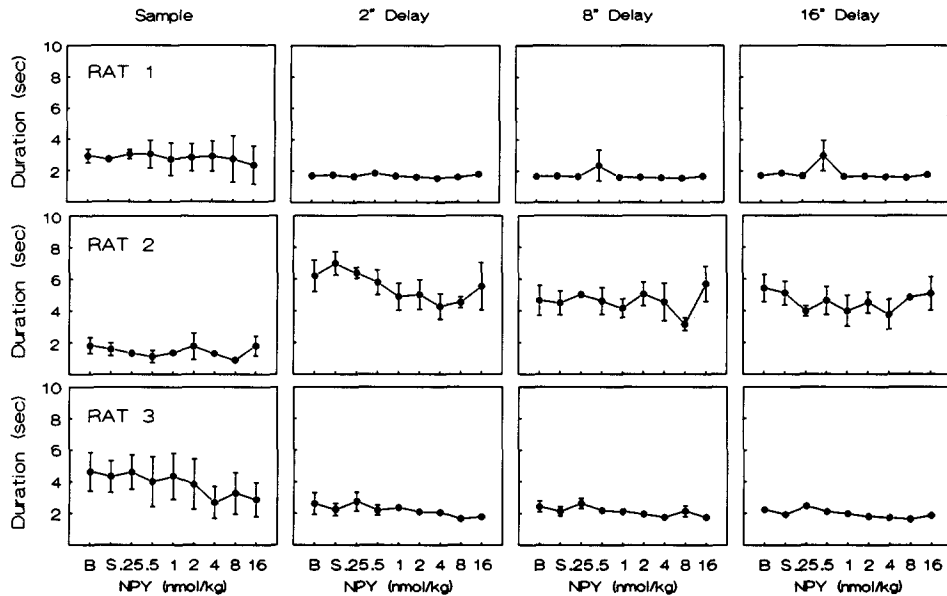 Sample 2" Delay 8" Delay 16" Delay
10
8
6
4
2
Duration (sec)
RAT 1
10
8
6
4
2
Duration (sec)
RAT 2
10
8
6
4
2
Duration (sec)
RAT 3
B S .25 .5 1 2 4 8 16 B S .25 .5 1 2 4 8 16 B S .25 .5 1 2 4 8 16 B S .25 .5 1 2 4 8 16
NPY (nmol/kg) NPY (nmol/kg) NPY (nmol/kg) NPY (nmol/kg)